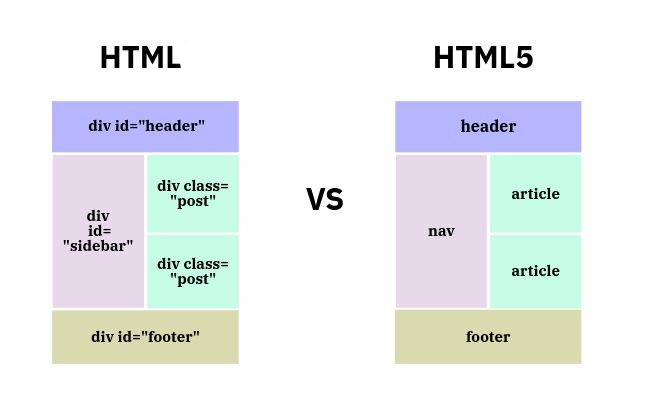 HTML
div id="header"
div
id=
"sidebar"
div class=
"post"
div class=
"post"
div id="footer"
VS
HTML5
header
nav
article
article
footer